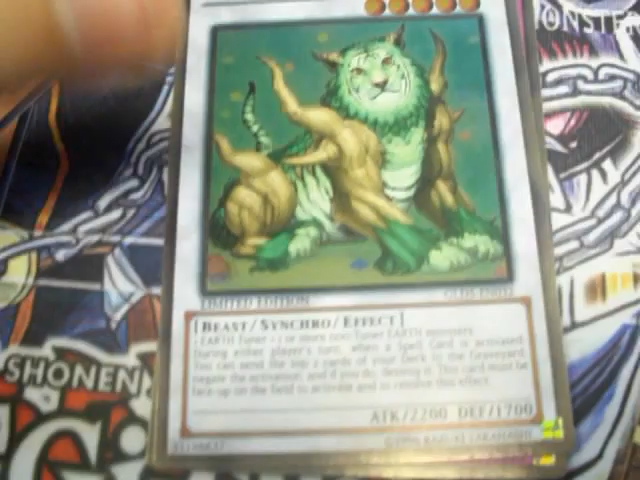 ONSTE
GLD5-EN037
LIMITED EDITION
[BEAST/SYNCHRO/EFFECT]
1 EARTH Tuner + 1 or more non-Tuner EARTH monsters
During either player's turn, when a Spell Card is activated:
You can send the top 2 cards of your Deck to the Graveyard;
negate the activation, and if you do, destroy it. This card must be
face-up on the field to activate and to resolve this effect.
ATK/2200 DEF/1700
SHONEN